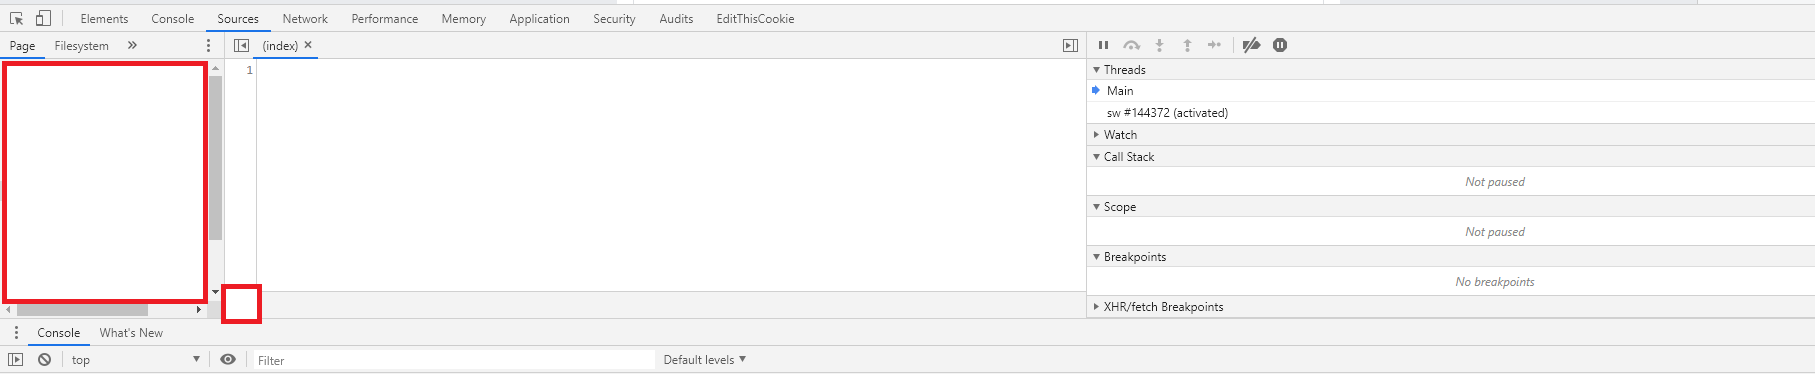 Elements Console Sources Network Performance Memory Application Security Audits EditThisCookie
Page Filesystem » (index) ×
1
Threads
Main
sw #144372 (activated)
Watch
Call Stack
Not paused
Scope
Not paused
Breakpoints
No breakpoints
XHR/fetch Breakpoints
Console What's New
top Filter Default levels